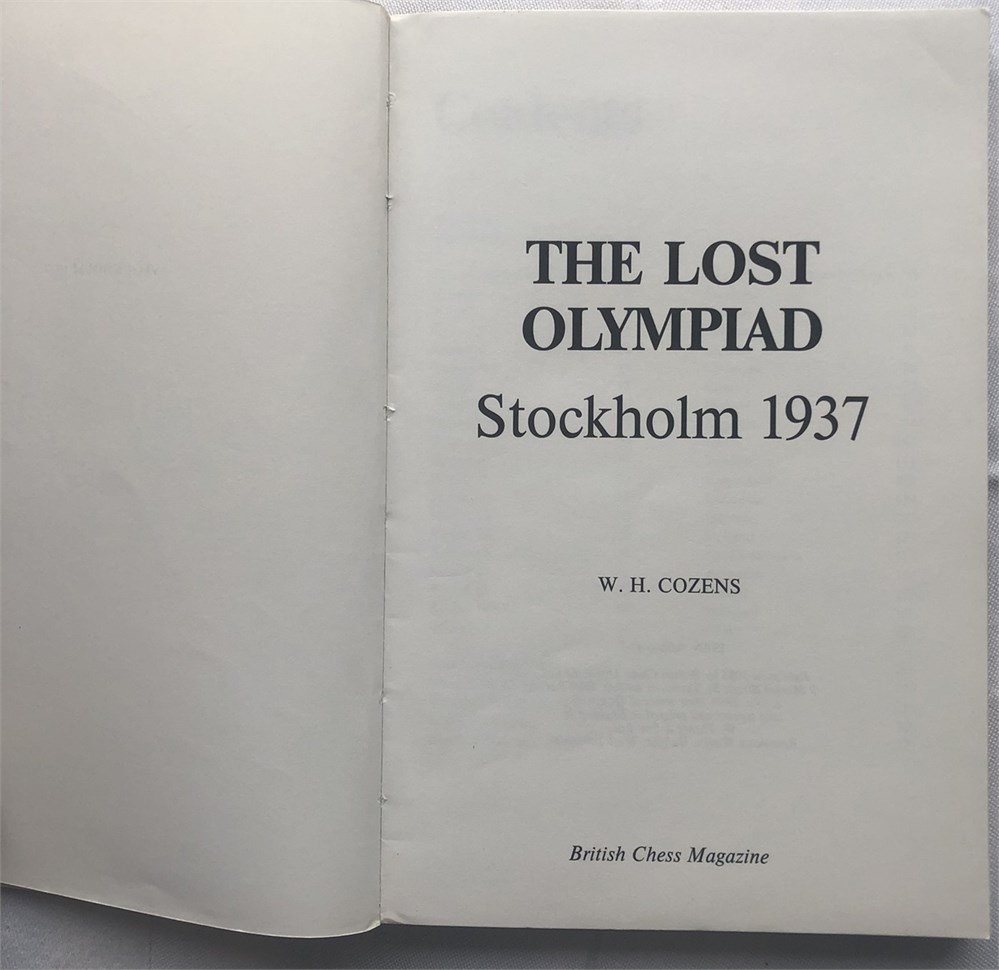 THE LOST
OLYMPIAD
Stockholm 1937
W. H. COZENS
British Chess Magazine